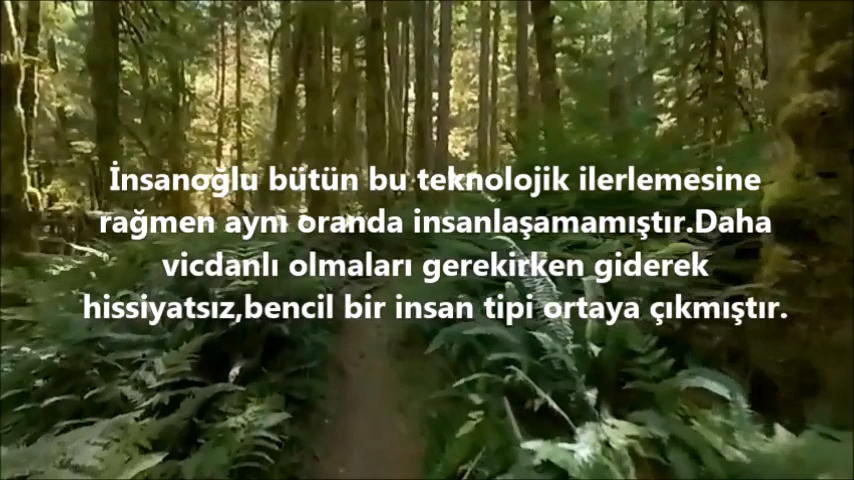 İnsanoğlu bütün bu teknolojik ilerlemesine
rağmen ayni oranda insanlaşamamıştır.Daha
vicdanlı olmaları gerekirken giderek
hissiyatsız,bencil bir insan tipi ortaya çıkmıştır.